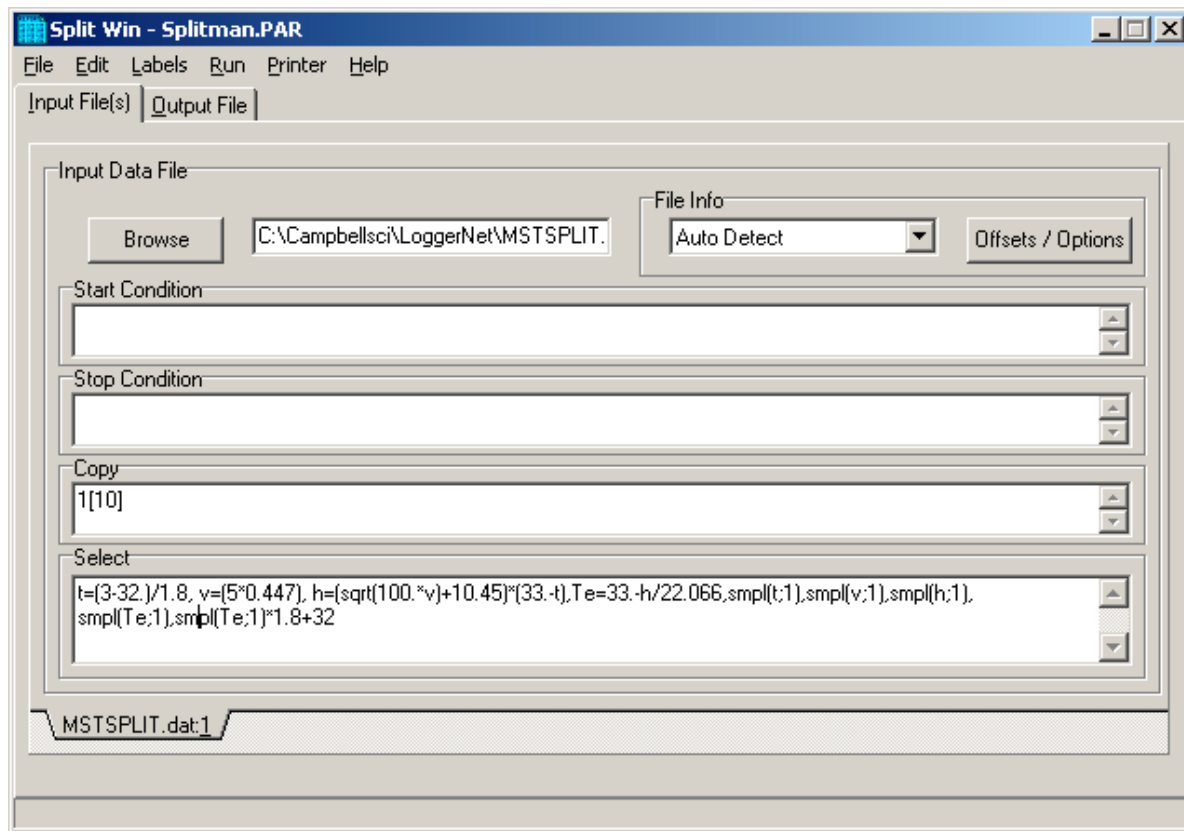 Split Win - Splitman.PAR
File Edit Labels Run Printer Help
Input File(s) Output File
Input Data File
File Info
Browse C:\Campbellsci\LoggerNet\MSTSPLIT. Auto Detect Offsets / Options
Start Condition
Stop Condition
Copy
1[10]
Select
t=(3-32.)/1.8, v=(5*0.447), h=(sqrt(100.*v)+10.45)*(33.-t),Te=33.-h/22.066,smpl(t;1),smpl(v;1),smpl(h;1),
smpl(Te;1),smpl(Te;1)*1.8+32
MSTSPLIT.dat:1